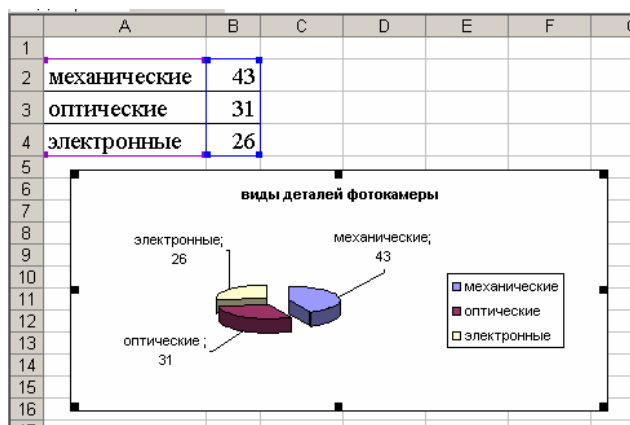 A B C D E F
1
2 механические 43
3 оптические 31
4 электронные 26
5
6 виды деталей фотокамеры
7
8 электронные; механические;
9 26 43
10 механические
11 оптические
12
13 оптические ; электронные
14 31
15
16